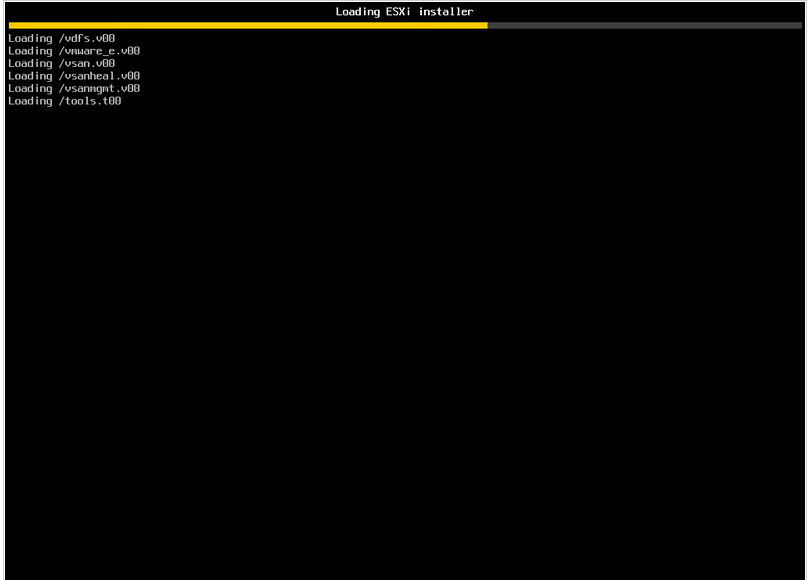 Loading ESXi installer
Loading /vdfs.v00
Loading /vmware_e.v00
Loading /vsan.v00
Loading /vsanheal.v00
Loading /vsanmgmt.v00
Loading /tools.t00